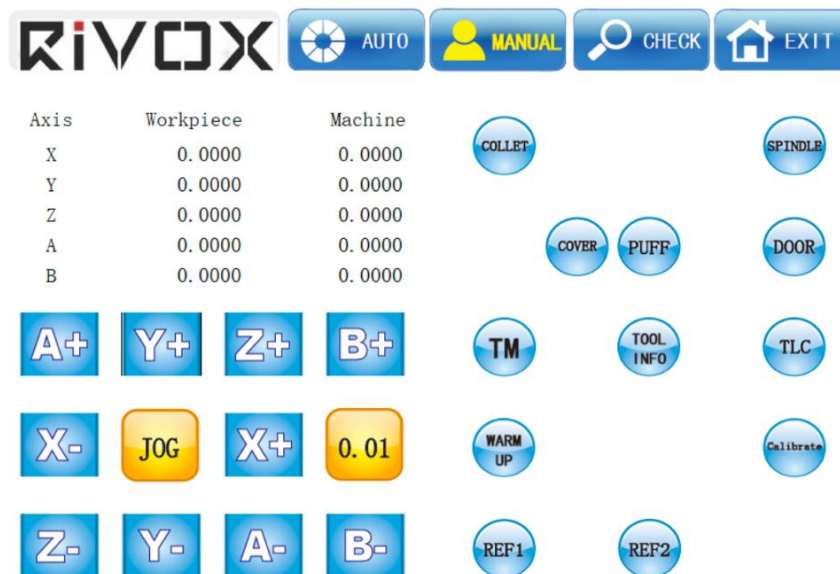 RiVOX AUTO MANUAL CHECK EXIT
Axis Workpiece Machine
X 0.0000 0.0000
Y 0.0000 0.0000
Z 0.0000 0.0000
A 0.0000 0.0000
B 0.0000 0.0000
COLLET SPINDLE
COVER PUFF DOOR
A+ Y+ Z+ B+
TM
TOOL
INFO
TLC
X- JOG X+ 0.01
WARM
UP
Calibrate
Z- Y- A- B-
REF1 REF2